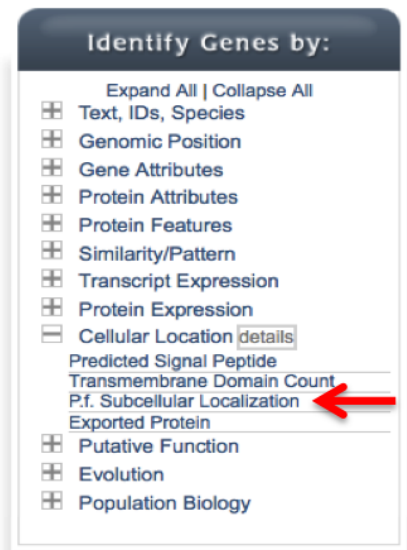 Identify Genes by:
Expand All | Collapse All
Text, IDs, Species
Genomic Position
Gene Attributes
Protein Attributes
Protein Features
Similarity/Pattern
Transcript Expression
Protein Expression
Cellular Location details
Predicted Signal Peptide
Transmembrane Domain Count
P.f. Subcellular Localization
Exported Protein
Putative Function
Evolution
Population Biology